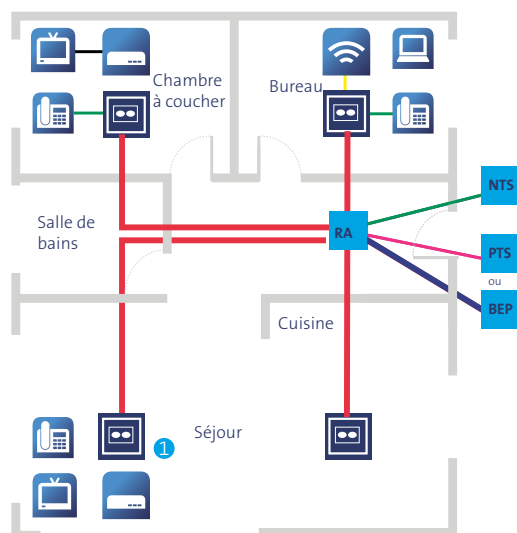 Chambre
à coucher
Bureau
NTS
Salle de
bains
RA
PTS
ou
BEP
Cuisine
Séjour
1